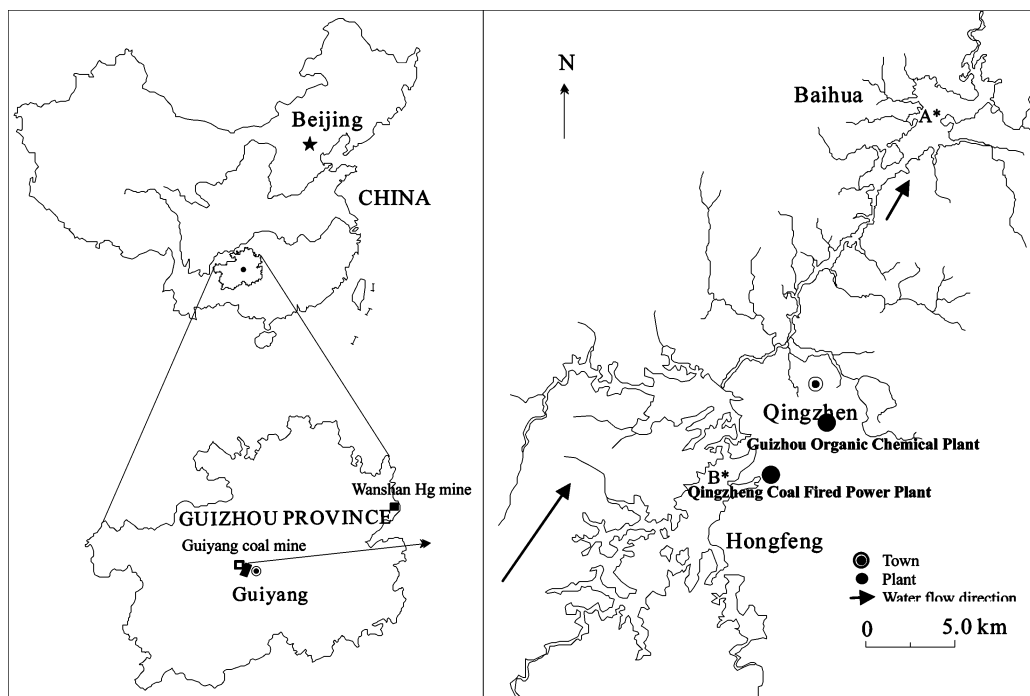 Beijing
CHINA
Wanshan Hg mine
GUIZHOU PROVINCE
Guiyang coal mine
Guiyang
N
Baihua
A*
Qingzhen
Guizhou Organic Chemical Plant
B*
Qingzheng Coal Fired Power Plant
Hongfeng
Town
Plant
Water flow direction
0 5.0 km